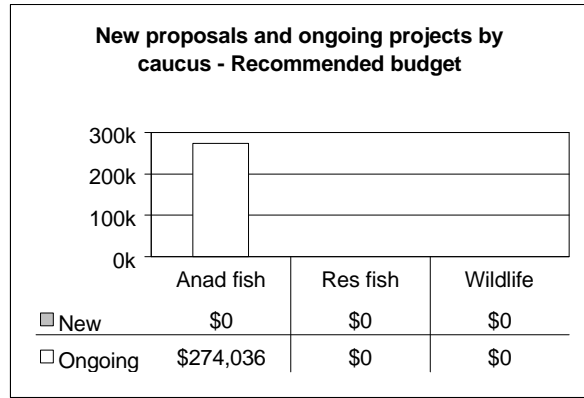 New proposals and ongoing projects by
caucus - Recommended budget
300k
200k
100k
0k
Anad fish Res fish Wildlife
New $0 $0 $0
Ongoing $274,036 $0 $0